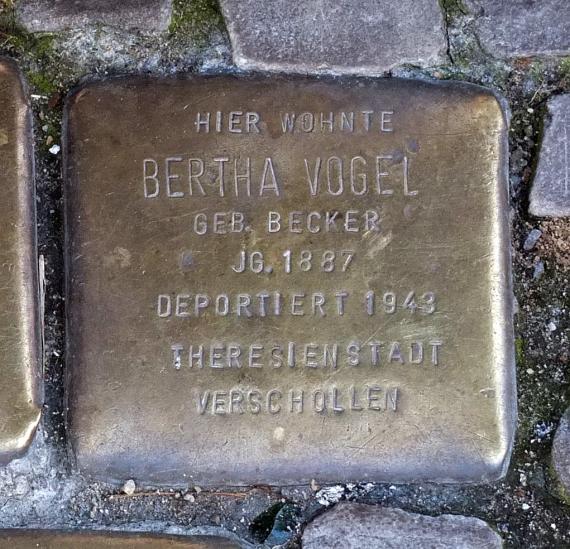 HIER WOHNTE
BERTHA VOGEL
GEB. BECKER
JG. 1887
DEPORTIERT 1943
THERESIENSTADT
VERSCHOLLEN